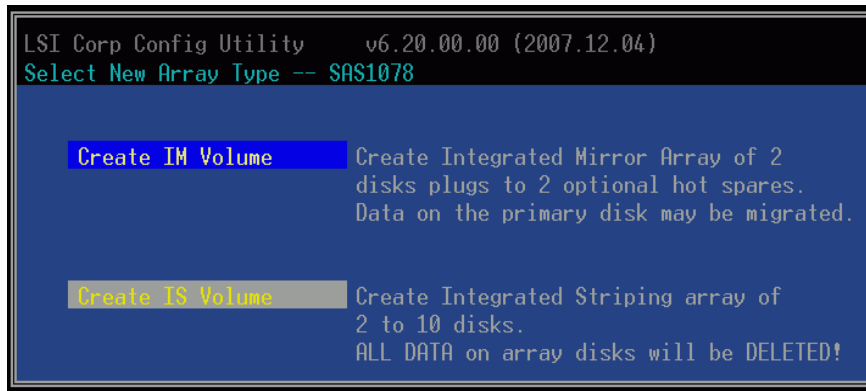 LSI Corp Config Utility v6.20.00.00 (2007.12.04)
Select New Array Type -- SAS1078
Create IM Volume Create Integrated Mirror Array of 2
disks plugs to 2 optional hot spares.
Data on the primary disk may be migrated.
Create IS Volume Create Integrated Striping array of
2 to 10 disks.
ALL DATA on array disks will be DELETED!